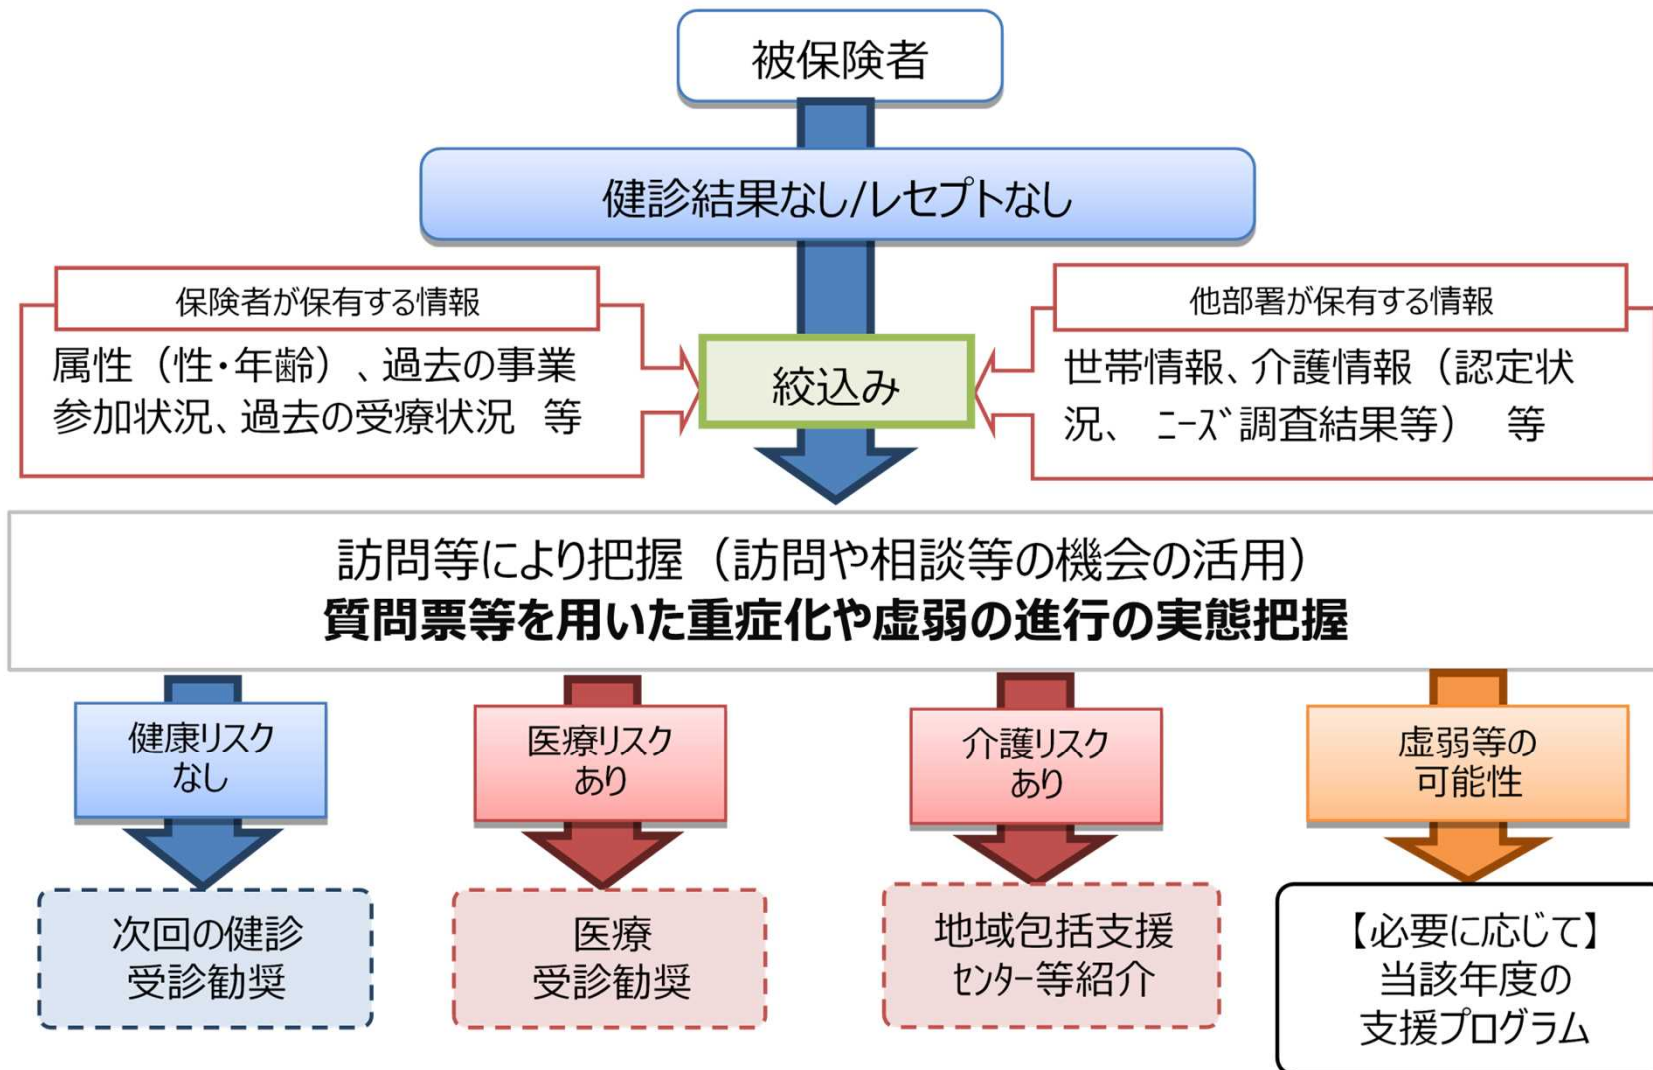 被保険者
健診結果なし/レセプトなし
保険者が保有する情報
属性（性・年齢）、過去の事業
参加状況、過去の受療状況　等
他部署が保有する情報
世帯情報、介護情報（認定状
況、 ﾆｰｽﾞ調査結果等）　等
絞込み
訪問等により把握（訪問や相談等の機会の活用）
質問票等を用いた重症化や虚弱の進行の実態把握
健康リスク
なし
医療リスク
あり
介護リスク
あり
虚弱等の
可能性
次回の健診
受診勧奨
医療
受診勧奨
地域包括支援
ｾﾝﾀｰ等紹介
【必要に応じて】
当該年度の
支援プログラム